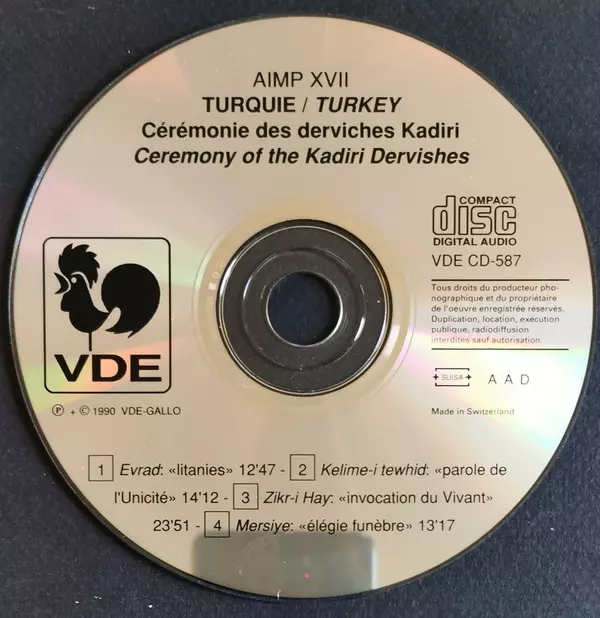 AIMP XVII
TURQUIE / TURKEY
Cérémonie des derviches Kadiri
Ceremony of the Kadiri Dervishes
COMPACT
disc
DIGITAL AUDIO
VDE CD-587
Tous droits du producteur pho-
nographique et du propriétaire
de l'oeuvre enregistrée réservés.
Duplication, location, exécution
publique, radiodiffusion
interdites sauf autorisation.
VDE
SUISA A A D
℗ + © 1990 VDE-GALLO
Made in Switzerland
1 Evrad: «litanies» 12'47 - 2 Kelime-i tewhid: «parole de
l'Unicité» 14'12 - 3 Zikr-i Hay: «invocation du Vivant»
23'51 - 4 Mersiye: «élégie funèbre» 13'17